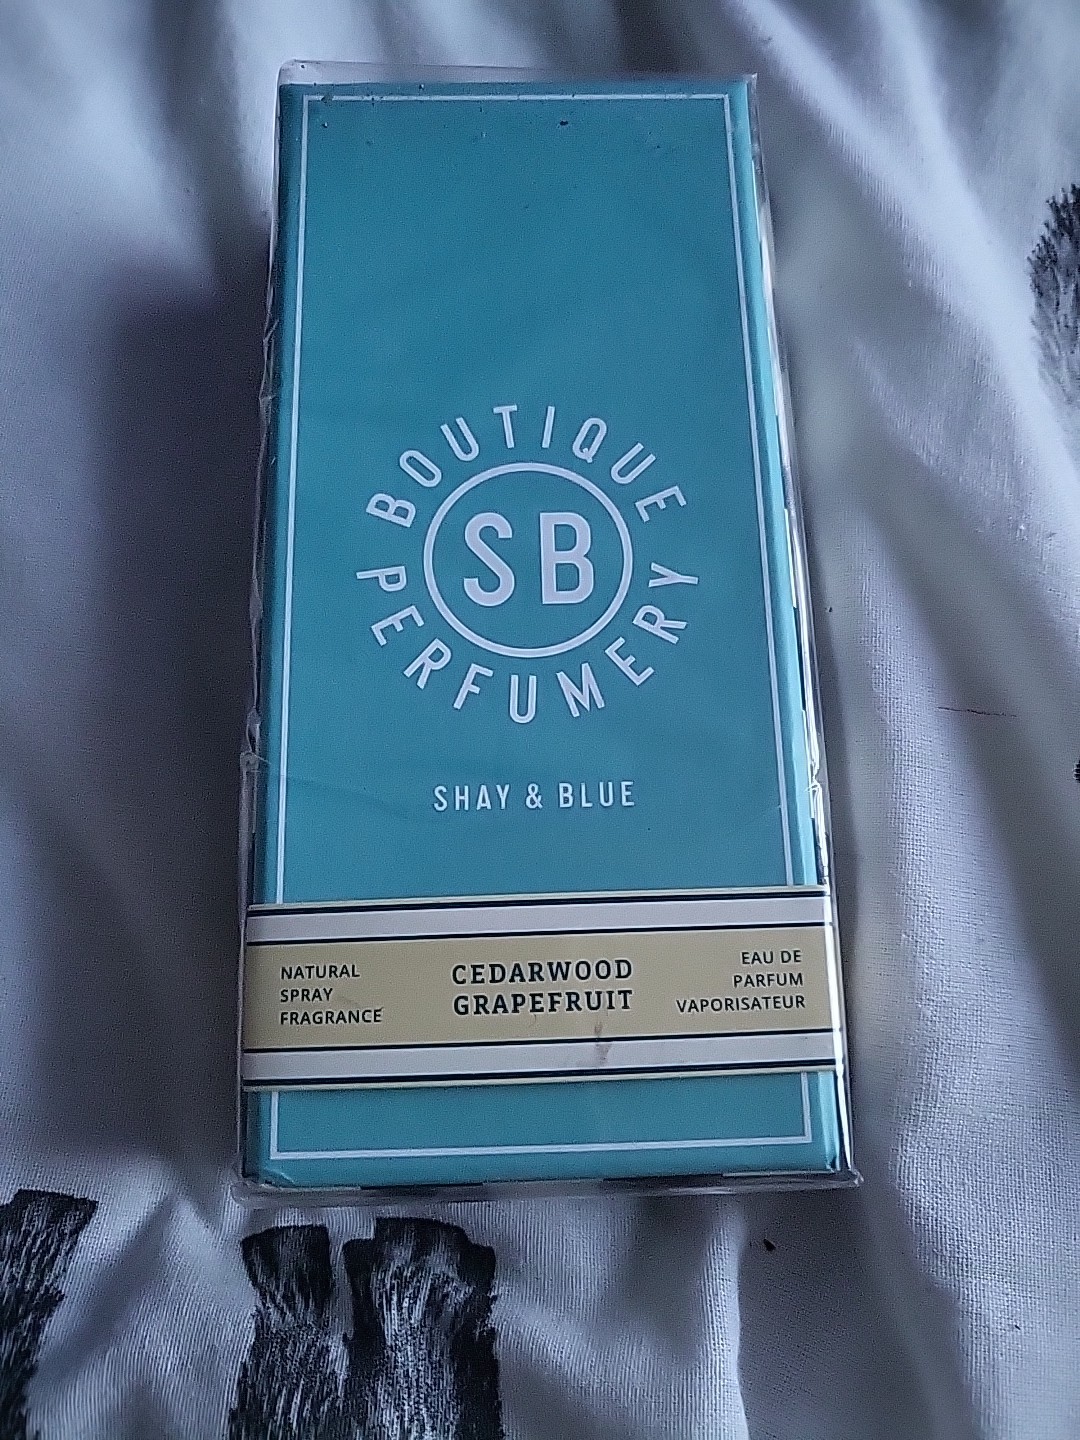 BOUTIQUE
SB
PERFUMERY
SHAY & BLUE
NATURAL
SPRAY
FRAGRANCE
CEDARWOOD
GRAPEFRUIT
EAU DE
PARFUM
VAPORISATEUR